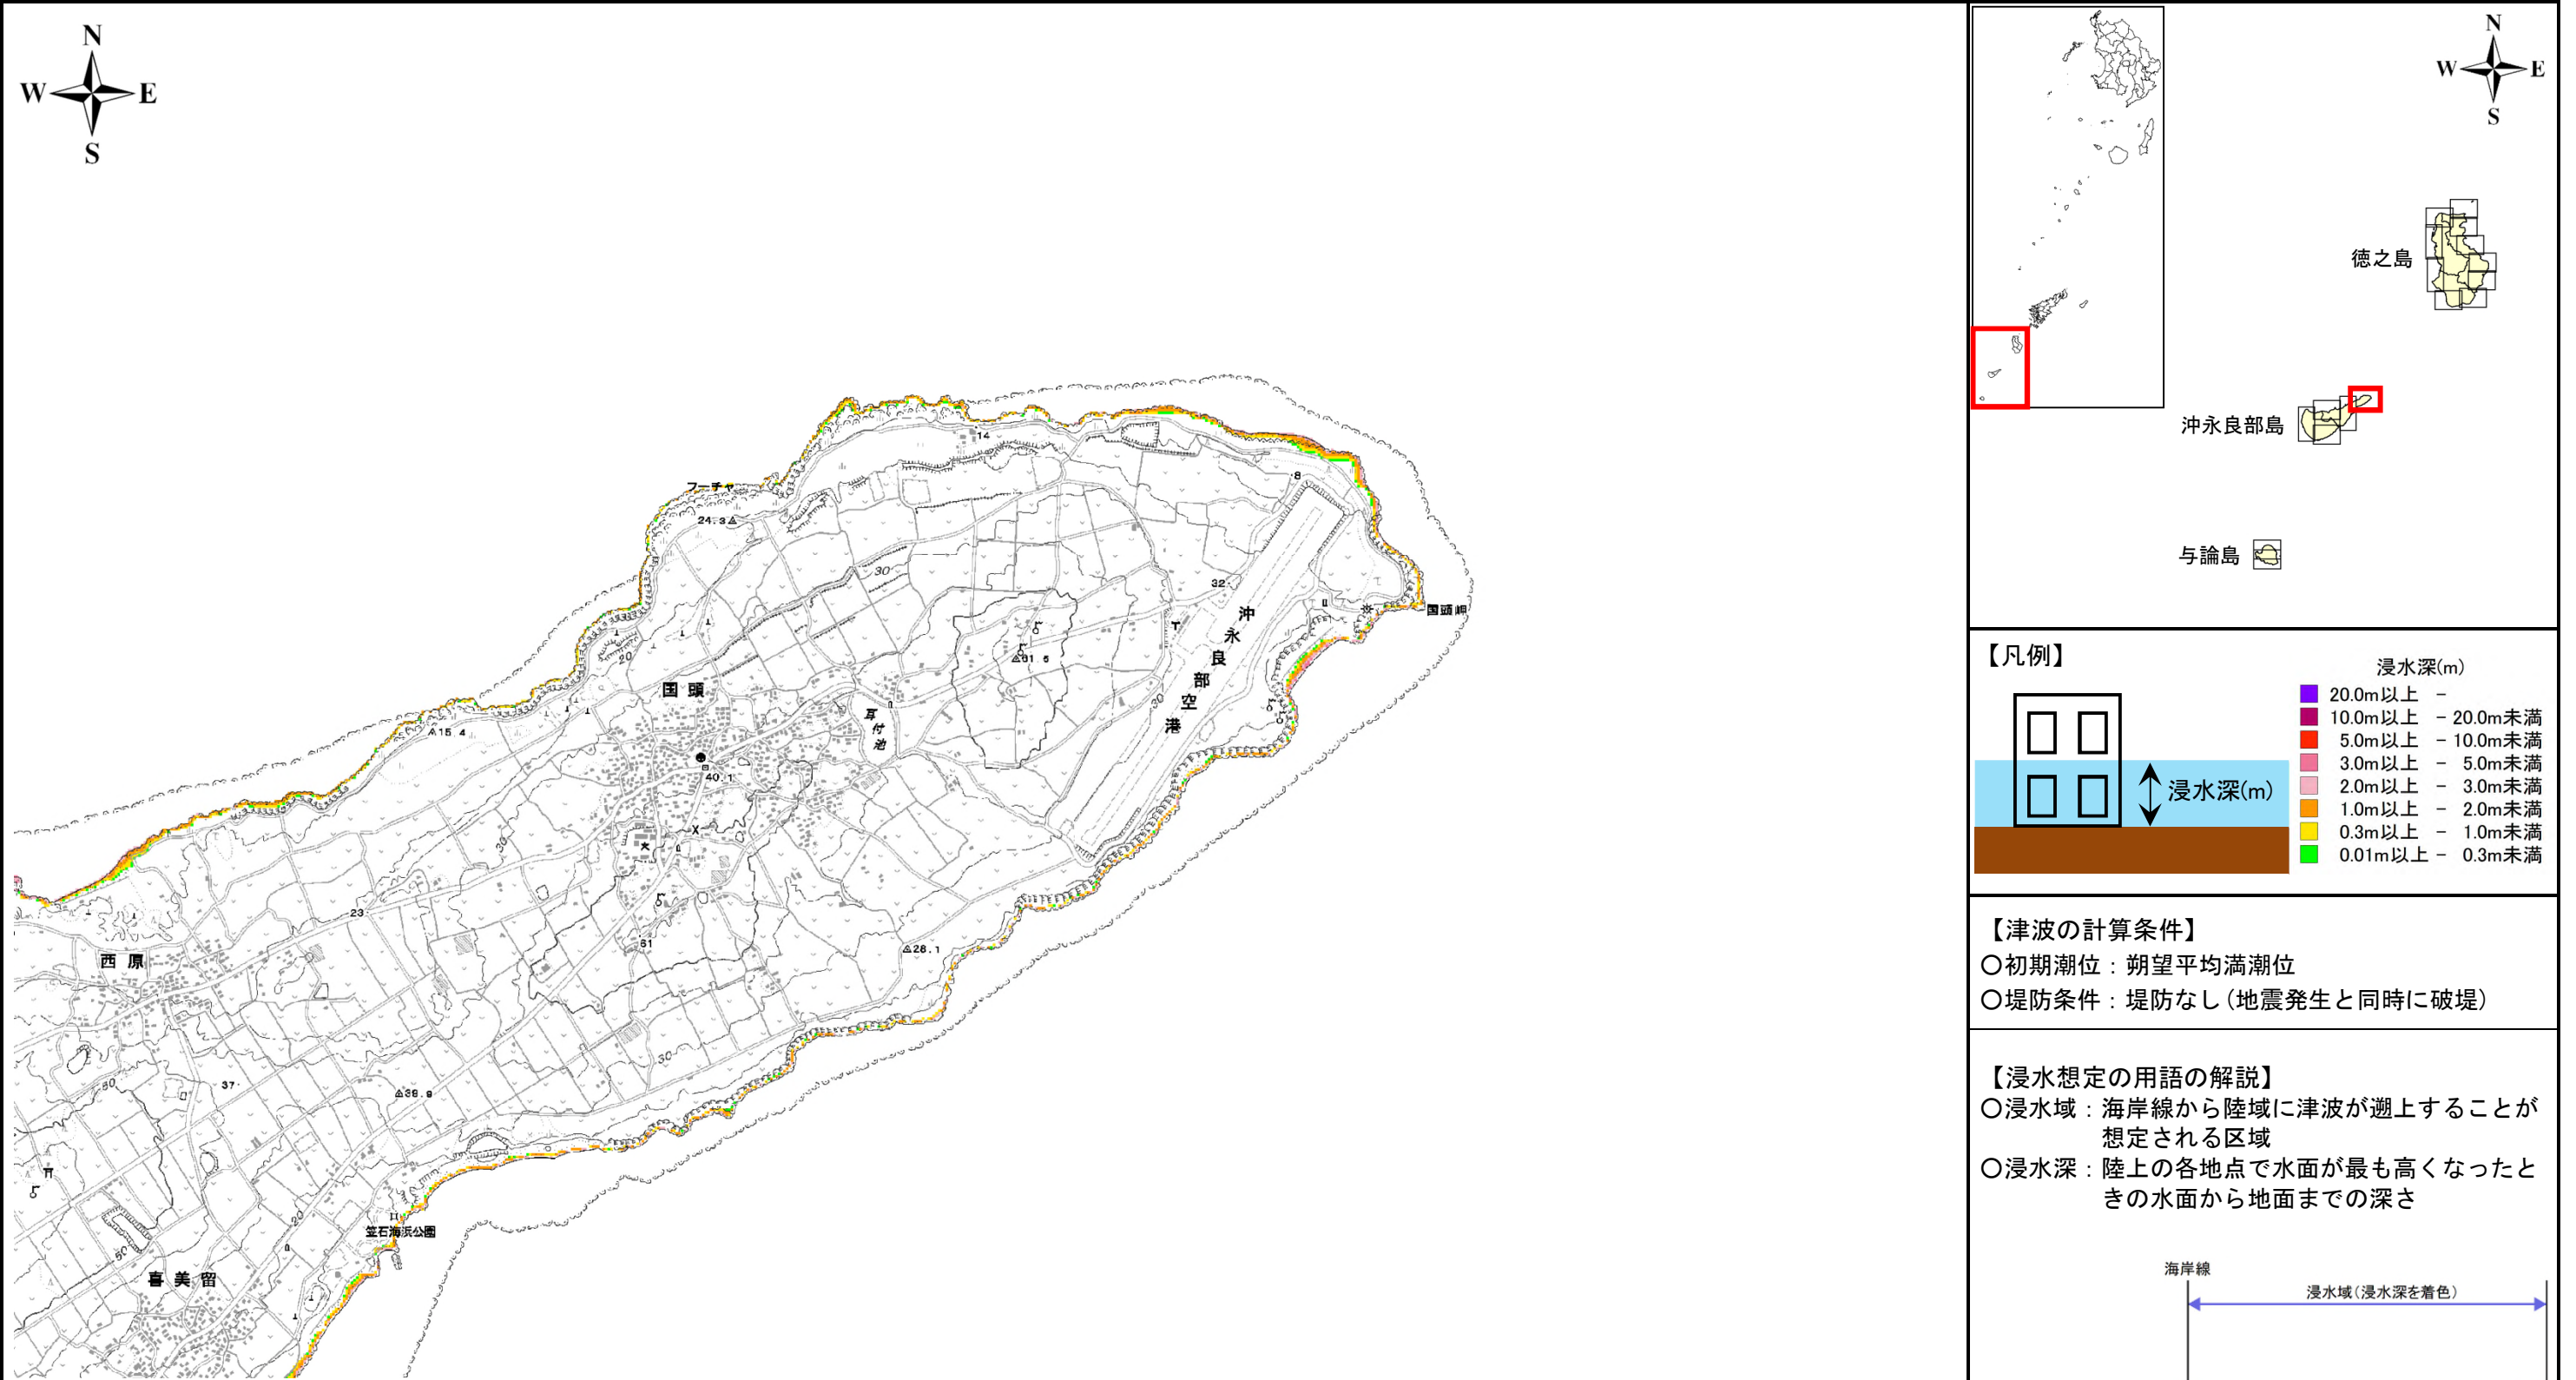 N
W E
S
フーチャ
24.3
14
8
30
32
沖永良部空港
国頭岬
20
国頭
61.5
30
耳付池
15.4
40.1
30
23
61
28.1
西原
30
50
37
38.9
20
笠石海浜公園
50
喜美留
N
W E
S
徳之島
沖永良部島
与論島
【凡例】
浸水深(m)
浸水深(m)
20.0m以上 -
10.0m以上 - 20.0m未満
5.0m以上 - 10.0m未満
3.0m以上 - 5.0m未満
2.0m以上 - 3.0m未満
1.0m以上 - 2.0m未満
0.3m以上 - 1.0m未満
0.01m以上 - 0.3m未満
【津波の計算条件】
○初期潮位：朔望平均満潮位
○堤防条件：堤防なし(地震発生と同時に破堤)
【浸水想定の用語の解説】
○浸水域：海岸線から陸域に津波が遡上することが
想定される区域
○浸水深：陸上の各地点で水面が最も高くなったと
きの水面から地面までの深さ
海岸線
浸水域(浸水深を着色)